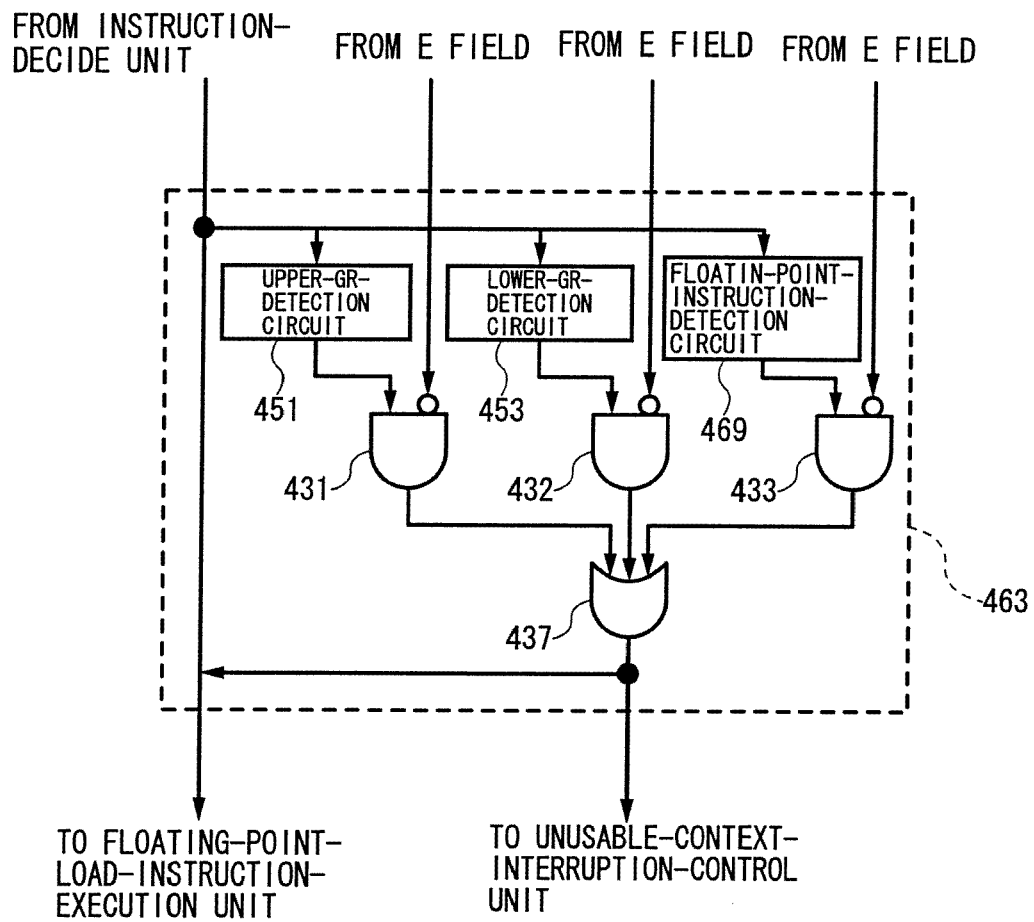 FROM INSTRUCTION-
DECIDE UNIT
FROM E FIELD
FROM E FIELD
FROM E FIELD
UPPER-GR-
DETECTION
CIRCUIT
LOWER-GR-
DETECTION
CIRCUIT
FLOATIN-POINT-
INSTRUCTION-
DETECTION
CIRCUIT
451
453
469
431
432
433
463
437
TO FLOATING-POINT-
LOAD-INSTRUCTION-
EXECUTION UNIT
TO UNUSABLE-CONTEXT-
INTERRUPTION-CONTROL
UNIT